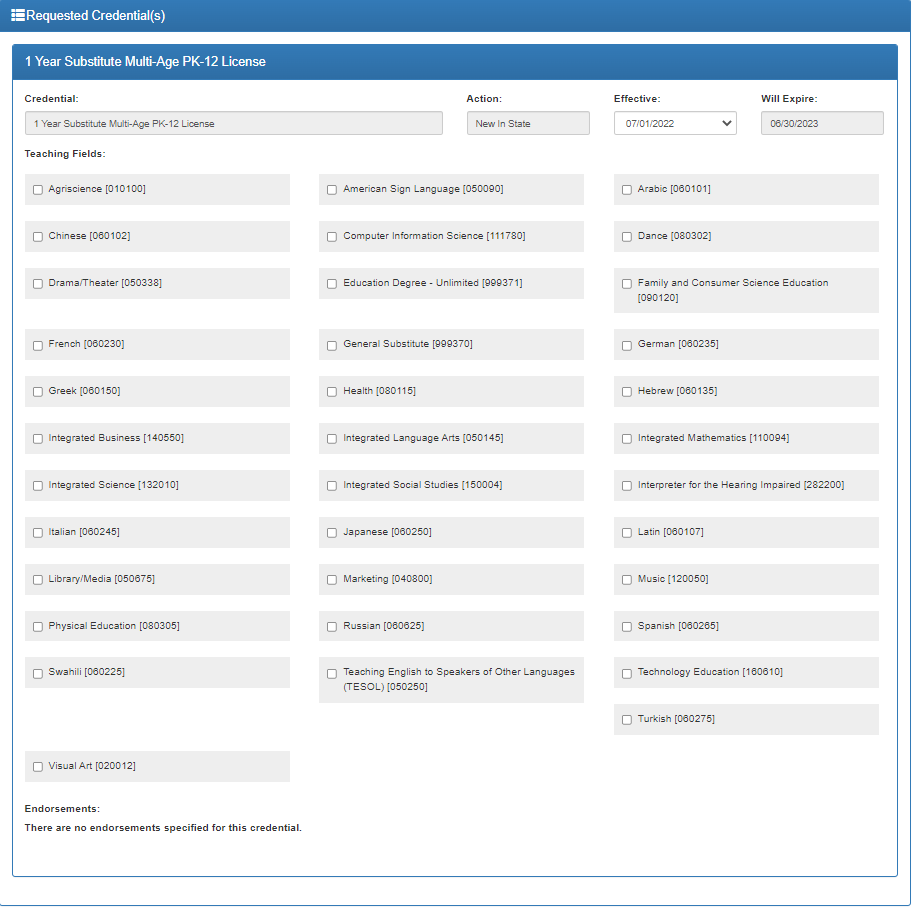 Requested Credential(s)
1 Year Substitute Multi-Age PK-12 License
Credential: Action: Effective: Will Expire:
1 Year Substitute Multi-Age PK-12 License New In State 07/01/2022 06/30/2023
Teaching Fields:
Agriscience [010100] American Sign Language [050090] Arabic [060101]
Chinese [060102] Computer Information Science [111780] Dance [080302]
Drama/Theater [050338] Education Degree - Unlimited [999371] Family and Consumer Science Education
[090120]
French [060230] General Substitute [999370] German [060235]
Greek [060150] Health [080115] Hebrew [060135]
Integrated Business [140550] Integrated Language Arts [050145] Integrated Mathematics [110094]
Integrated Science [132010] Integrated Social Studies [150004] Interpreter for the Hearing Impaired [282200]
Italian [060245] Japanese [060250] Latin [060107]
Library/Media [050675] Marketing [040800] Music [120050]
Physical Education [080305] Russian [060625] Spanish [060265]
Swahili [060225] Teaching English to Speakers of Other Languages Technology Education [160610]
(TESOL) [050250]
Turkish [060275]
Visual Art [020012]
Endorsements:
There are no endorsements specified for this credential.